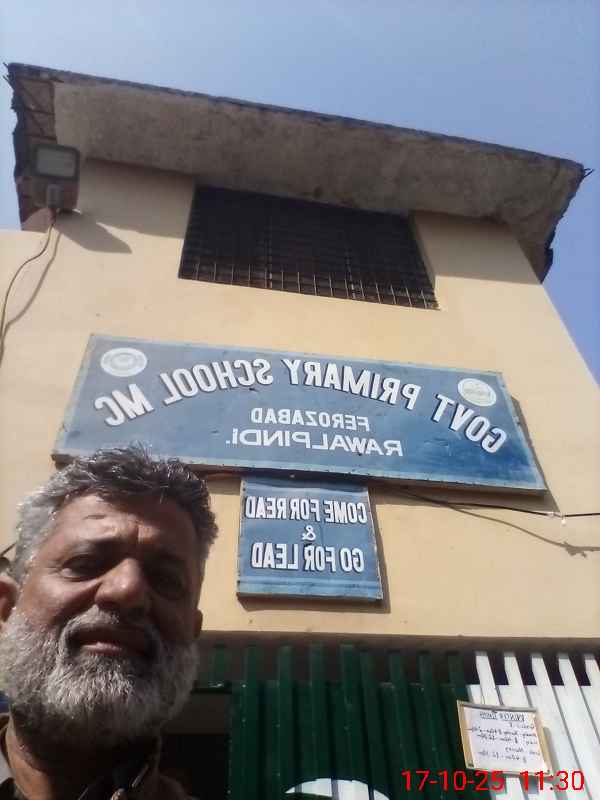 GOVT PRIMARY SCHOOL MC
FEROZABAD
RAWALPINDI.
COME FOR READ
&
GO FOR LEAD
17-10-25 11:30